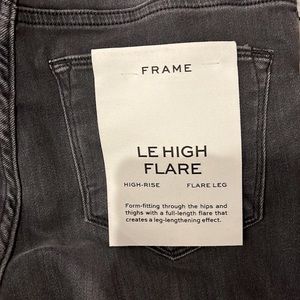 FRAME
LE HIGH
FLARE
HIGH-RISE FLARE LEG
Form-fitting through the hips and
thighs with a full-length flare that
creates a leg-lengthening effect.